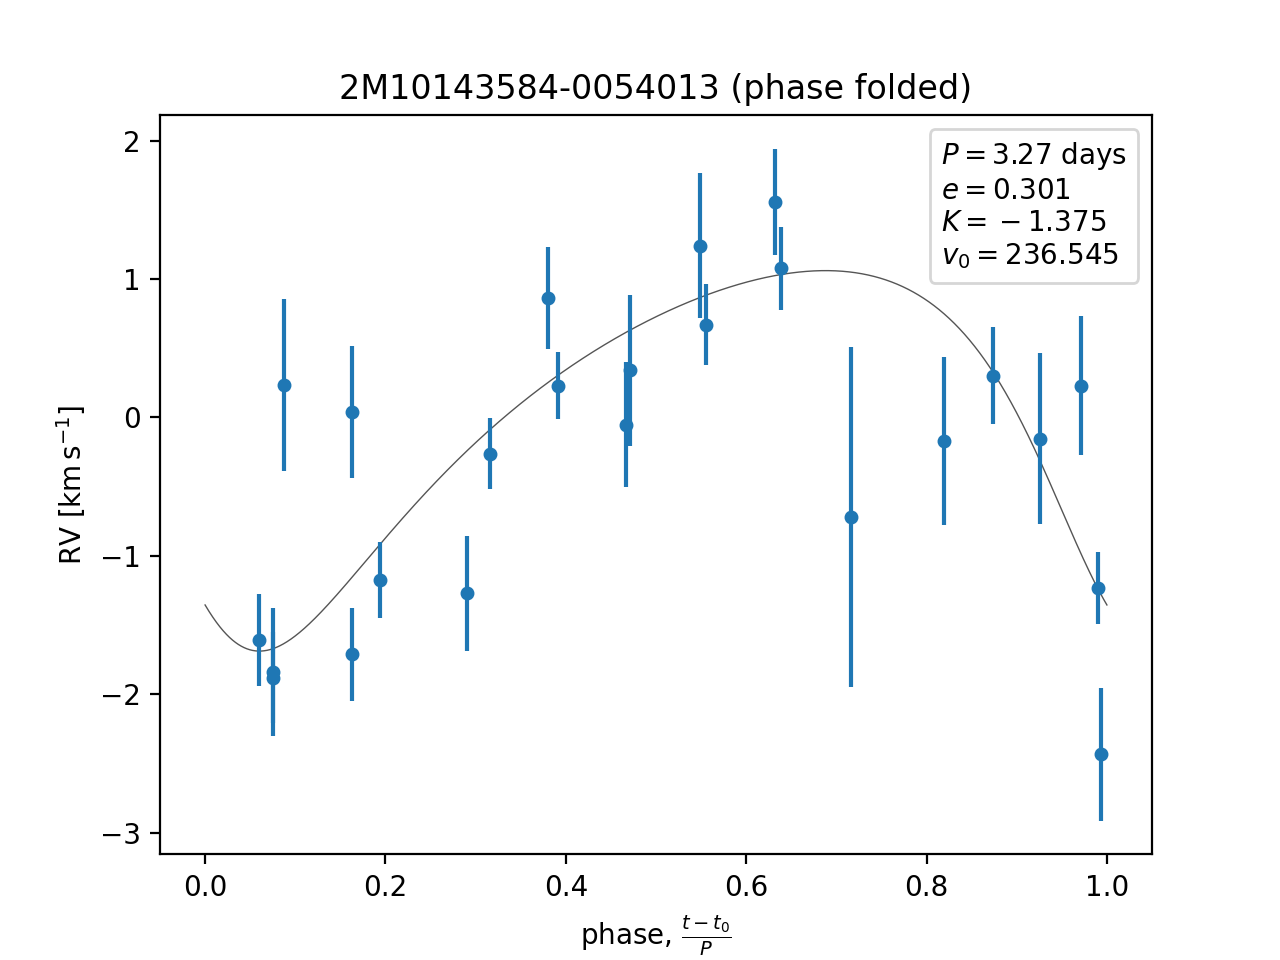 2M10143584-0054013 (phase folded)
P = 3.27 days
e = 0.301
K = −1.375
v₀ = 236.545
RV [km s⁻¹]
2
1
0
−1
−2
−3
0.0 0.2 0.4 0.6 0.8 1.0
phase, (t − t₀)/P